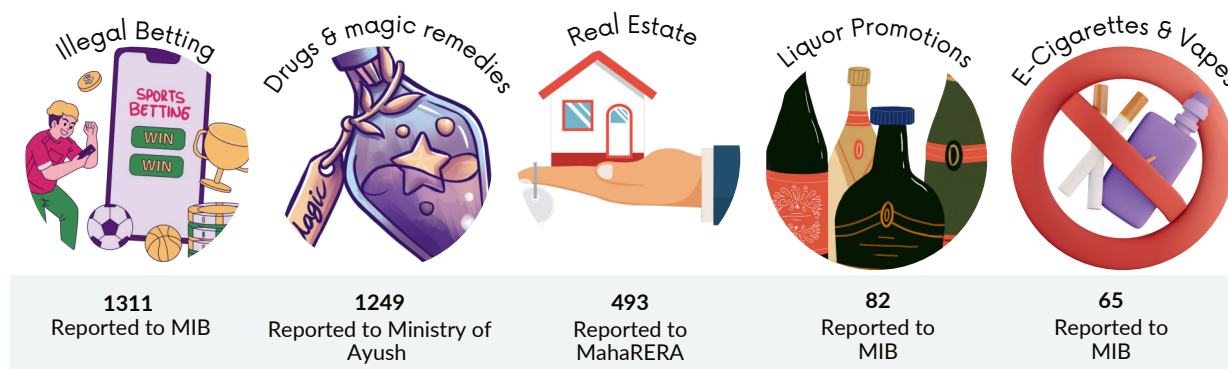 Illegal Betting
Drugs & magic remedies
Real Estate
Liquor Promotions
E-Cigarettes & Vapes
SPORTS
BETTING
WIN
WIN
Magic
1311
Reported to MIB
1249
Reported to Ministry of
Ayush
493
Reported to
MahaRERA
82
Reported to
MIB
65
Reported to
MIB